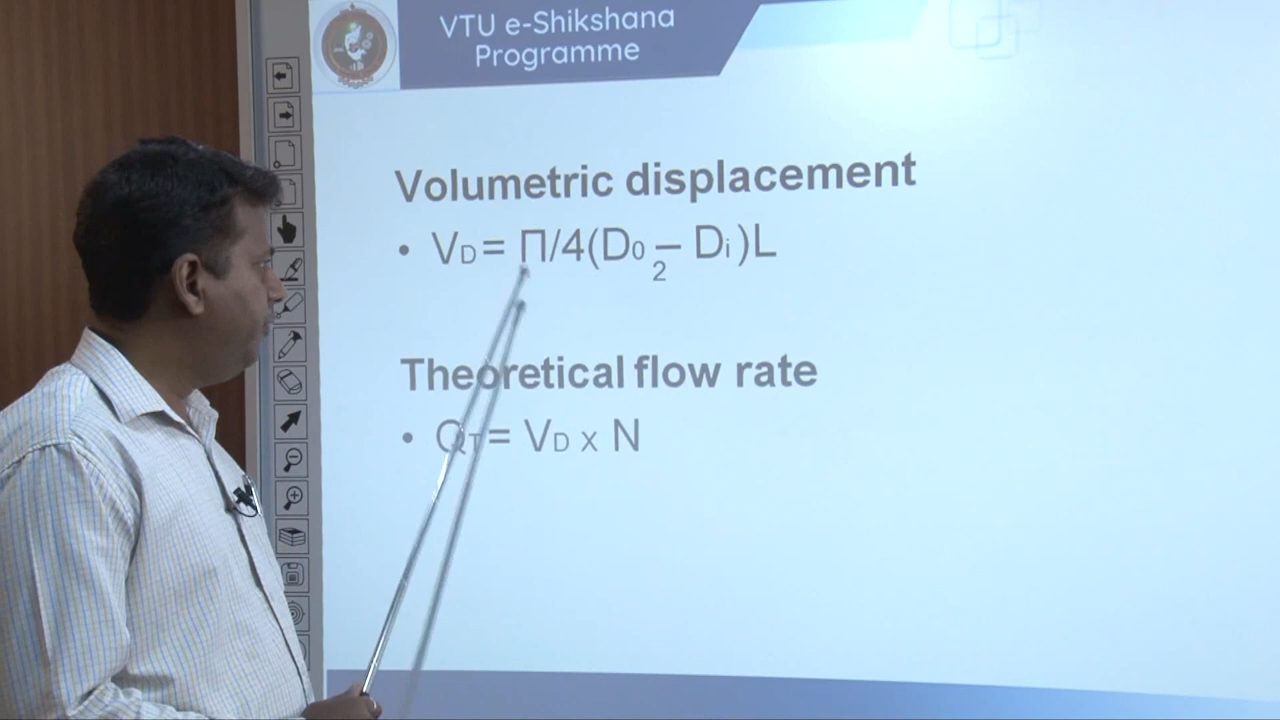 VTU e-Shikshana
Programme
Volumetric displacement
• VD = Π/4(D0 2 – Di )L
Theoretical flow rate
• QT = VD x N